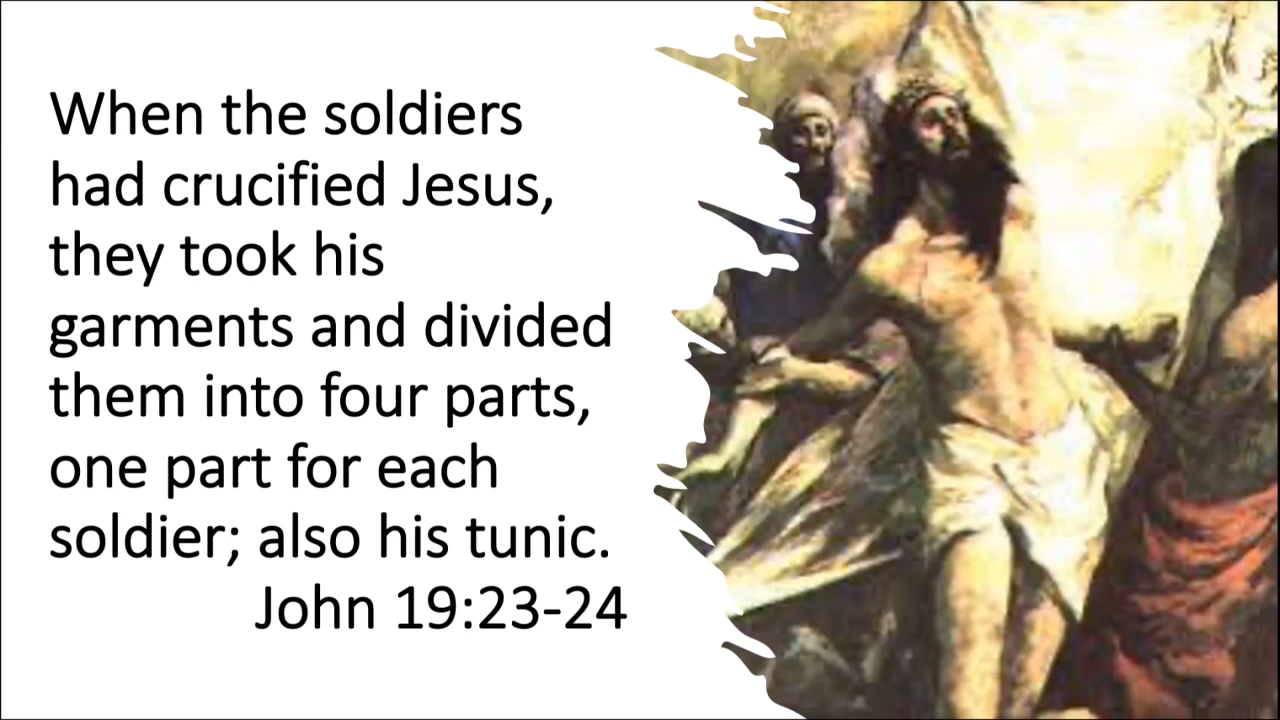 When the soldiers
had crucified Jesus,
they took his
garments and divided
them into four parts,
one part for each
soldier; also his tunic.
John 19:23-24